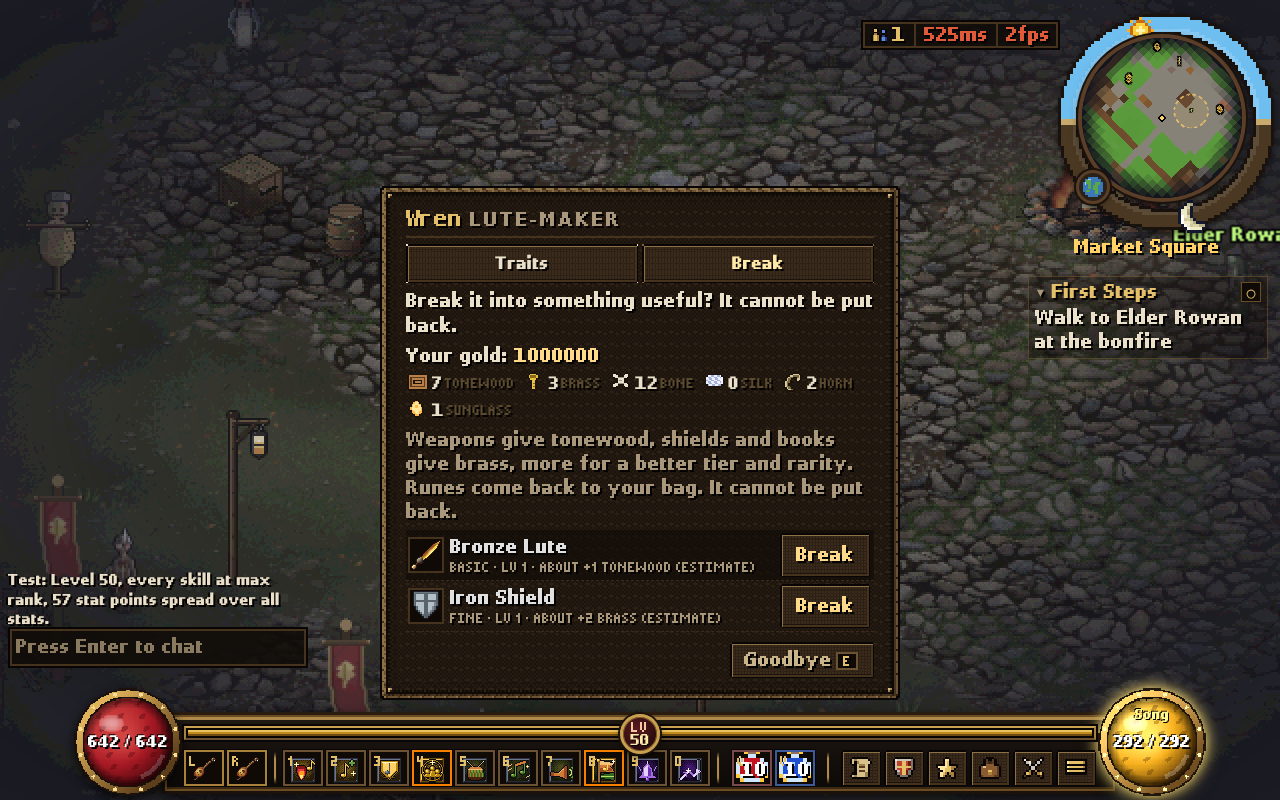 1 525ms 2fps
Elder Rowa
Market Square
▾ First Steps
Walk to Elder Rowan
at the bonfire
Wren LUTE-MAKER
Traits Break
Break it into something useful? It cannot be put
back.
Your gold: 1000000
7 TONEWOOD 3 BRASS 12 BONE 0 SILK 2 HORN
1 SUNGLASS
Weapons give tonewood, shields and books
give brass, more for a better tier and rarity.
Runes come back to your bag. It cannot be put
back.
Bronze Lute
BASIC · LV 1 · ABOUT +1 TONEWOOD (ESTIMATE)
Break
Iron Shield
FINE · LV 1 · ABOUT +2 BRASS (ESTIMATE)
Break
Goodbye E
Test: Level 50, every skill at max
rank, 57 stat points spread over all
stats.
Press Enter to chat
642 / 642
LV
50
Song
292 / 292
L R 1 2 3 4 5 6 7 8 9 0 10 10